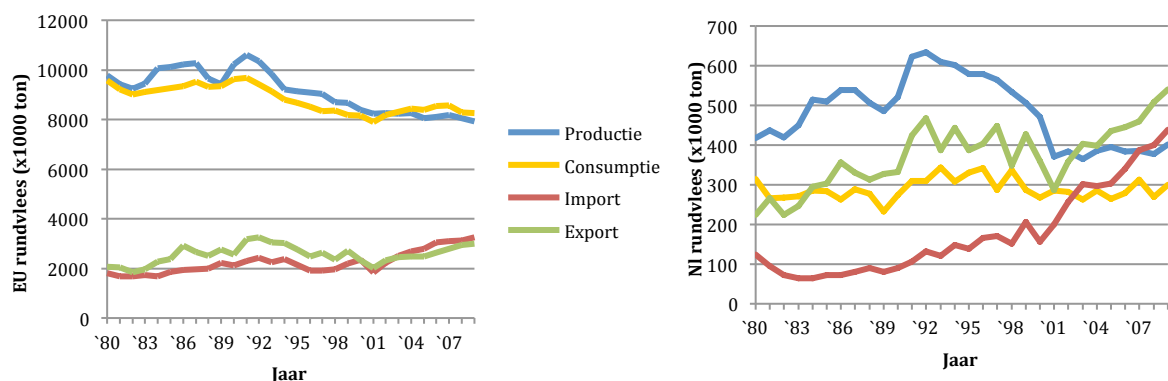 EU rundvlees (x1000 ton)
12000
10000
8000
6000
4000
2000
0
`80 `83 `86 `89 `92 `95 `98 `01 `04 `07
Jaar
Productie
Consumptie
Import
Export
Nl rundvlees (x1000 ton)
700
600
500
400
300
200
100
0
`80 `83 `86 `89 `92 `95 `98 `01 `04 `07
Jaar